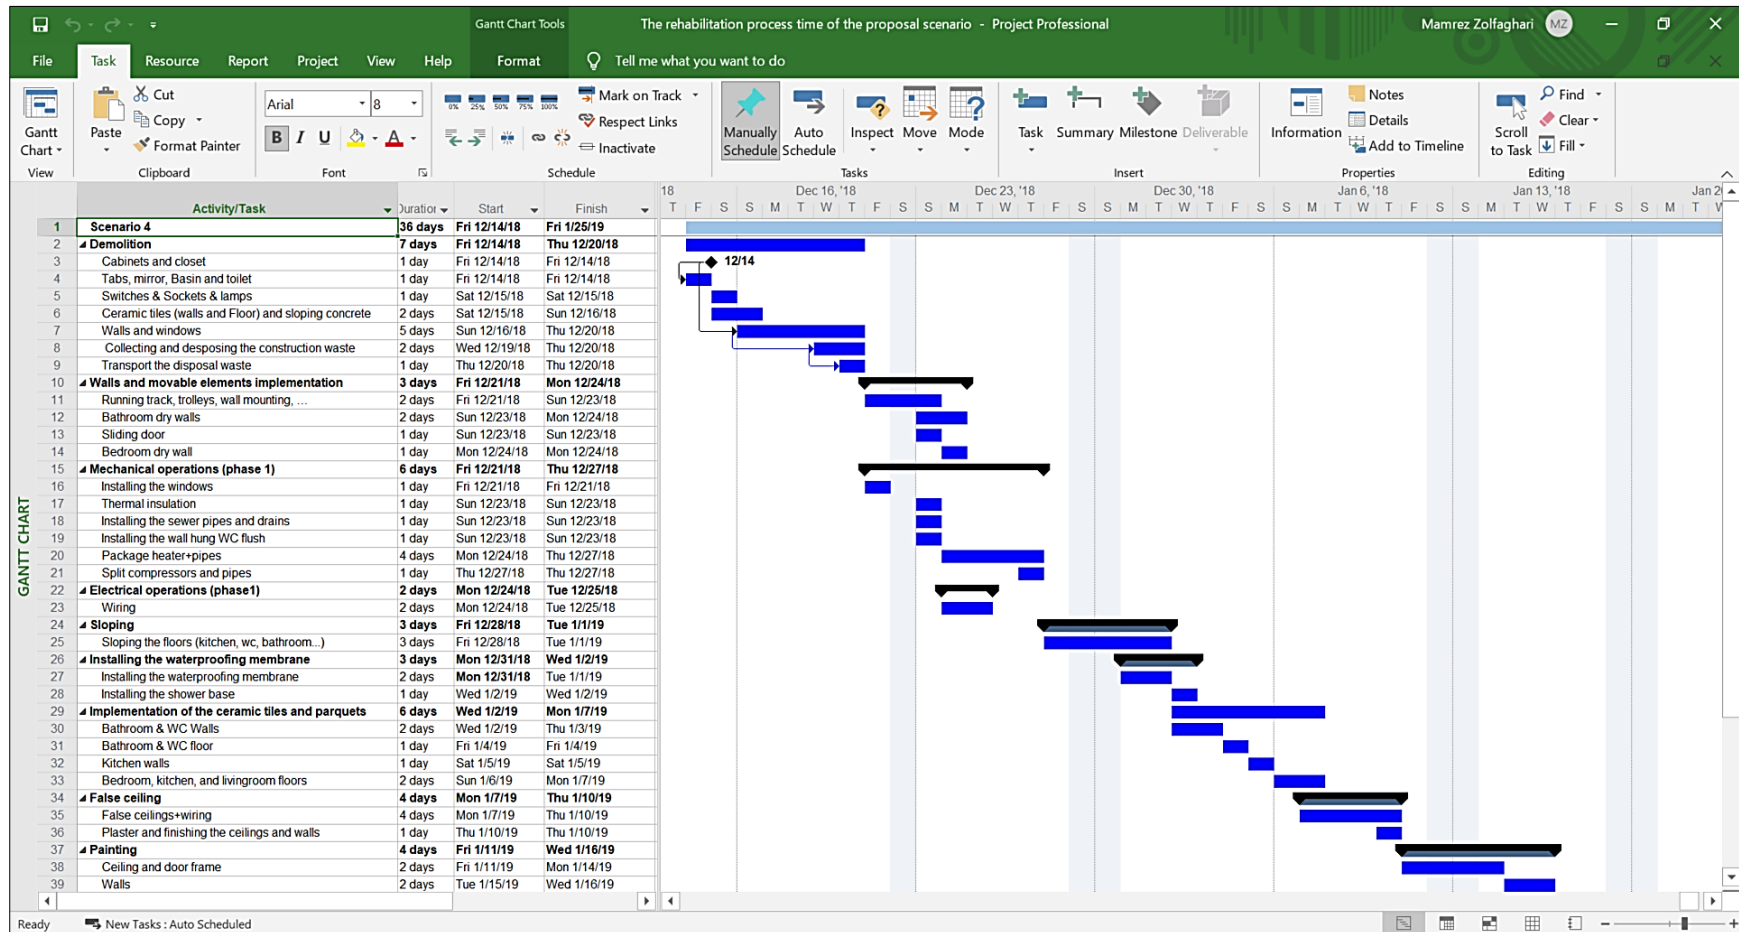 Gantt Chart Tools
The rehabilitation process time of the proposal scenario - Project Professional
Mamrez Zolfaghari MZ
File Task Resource Report Project View Help Format Tell me what you want to do
Gantt Chart
View
Paste
Cut
Copy
Format Painter
Clipboard
Arial 8
B I U A
Font
0% 25% 50% 75% 100%
Mark on Track
Respect Links
Inactivate
Schedule
Manually Schedule
Auto Schedule
Inspect Move Mode
Tasks
Task Summary Milestone Deliverable
Insert
Information
Notes
Details
Add to Timeline
Properties
Scroll to Task
Find
Clear
Fill
Editing
18 Dec 16, '18 Dec 23, '18 Dec 30, '18 Jan 6, '18 Jan 13, '18 Jan 2
Activity/Task Duration Start Finish
T F S S M T W T F S S M T W T F S S M T W T F S S M T W T F S S M T W T F S S M T W
1 Scenario 4 36 days Fri 12/14/18 Fri 1/25/19
2 Demolition 7 days Fri 12/14/18 Thu 12/20/18
3 Cabinets and closet 1 day Fri 12/14/18 Fri 12/14/18 12/14
4 Tabs, mirror, Basin and toilet 1 day Fri 12/14/18 Fri 12/14/18
5 Switches & Sockets & lamps 1 day Sat 12/15/18 Sat 12/15/18
6 Ceramic tiles (walls and Floor) and sloping concrete 2 days Sat 12/15/18 Sun 12/16/18
7 Walls and windows 5 days Sun 12/16/18 Thu 12/20/18
8 Collecting and desposing the construction waste 2 days Wed 12/19/18 Thu 12/20/18
9 Transport the disposal waste 1 day Thu 12/20/18 Thu 12/20/18
10 Walls and movable elements implementation 3 days Fri 12/21/18 Mon 12/24/18
11 Running track, trolleys, wall mounting, ... 2 days Fri 12/21/18 Sun 12/23/18
12 Bathroom dry walls 2 days Sun 12/23/18 Mon 12/24/18
13 Sliding door 1 day Sun 12/23/18 Sun 12/23/18
14 Bedroom dry wall 1 day Mon 12/24/18 Mon 12/24/18
15 Mechanical operations (phase 1) 6 days Fri 12/21/18 Thu 12/27/18
16 Installing the windows 1 day Fri 12/21/18 Fri 12/21/18
17 Thermal insulation 1 day Sun 12/23/18 Sun 12/23/18
18 Installing the sewer pipes and drains 1 day Sun 12/23/18 Sun 12/23/18
19 Installing the wall hung WC flush 1 day Sun 12/23/18 Sun 12/23/18
20 Package heater+pipes 4 days Mon 12/24/18 Thu 12/27/18
21 Split compressors and pipes 1 day Thu 12/27/18 Thu 12/27/18
22 Electrical operations (phase1) 2 days Mon 12/24/18 Tue 12/25/18
23 Wiring 2 days Mon 12/24/18 Tue 12/25/18
24 Sloping 3 days Fri 12/28/18 Tue 1/1/19
25 Sloping the floors (kitchen, wc, bathroom...) 3 days Fri 12/28/18 Tue 1/1/19
26 Installing the waterproofing membrane 3 days Mon 12/31/18 Wed 1/2/19
27 Installing the waterproofing membrane 2 days Mon 12/31/18 Tue 1/1/19
28 Installing the shower base 1 day Wed 1/2/19 Wed 1/2/19
29 Implementation of the ceramic tiles and parquets 6 days Wed 1/2/19 Mon 1/7/19
30 Bathroom & WC Walls 2 days Wed 1/2/19 Thu 1/3/19
31 Bathroom & WC floor 1 day Fri 1/4/19 Fri 1/4/19
32 Kitchen walls 1 day Sat 1/5/19 Sat 1/5/19
33 Bedroom, kitchen, and livingroom floors 2 days Sun 1/6/19 Mon 1/7/19
34 False ceiling 4 days Mon 1/7/19 Thu 1/10/19
35 False ceilings+wiring 4 days Mon 1/7/19 Thu 1/10/19
36 Plaster and finishing the ceilings and walls 1 day Thu 1/10/19 Thu 1/10/19
37 Painting 4 days Fri 1/11/19 Wed 1/16/19
38 Ceiling and door frame 2 days Fri 1/11/19 Mon 1/14/19
39 Walls 2 days Tue 1/15/19 Wed 1/16/19
GANTT CHART
Ready New Tasks : Auto Scheduled